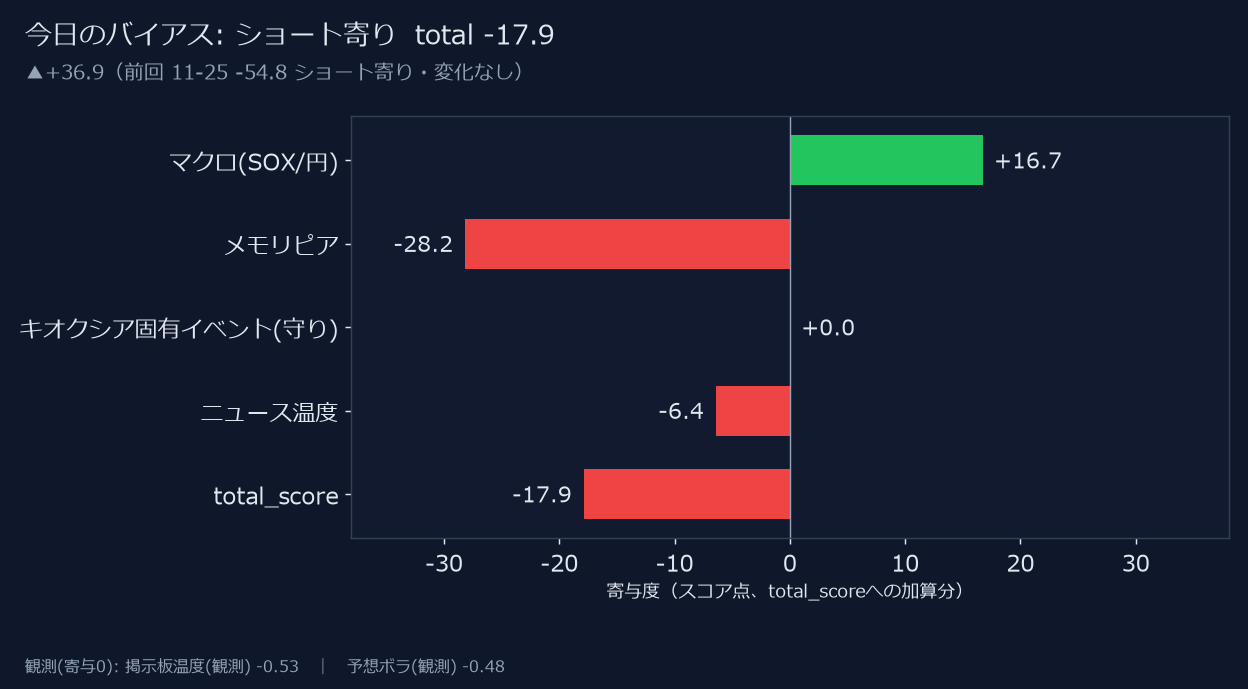 今日のバイアス: ショート寄り  total -17.9
▲+36.9（前回 11-25 -54.8 ショート寄り・変化なし）
マクロ(SOX/円)
+16.7
メモリピア
-28.2
キオクシア固有イベント(守り)
+0.0
ニュース温度
-6.4
total_score
-17.9
-30
-20
-10
0
10
20
30
寄与度（スコア点、total_scoreへの加算分）
観測(寄与0): 掲示板温度(観測) -0.53　|　予想ボラ(観測) -0.48